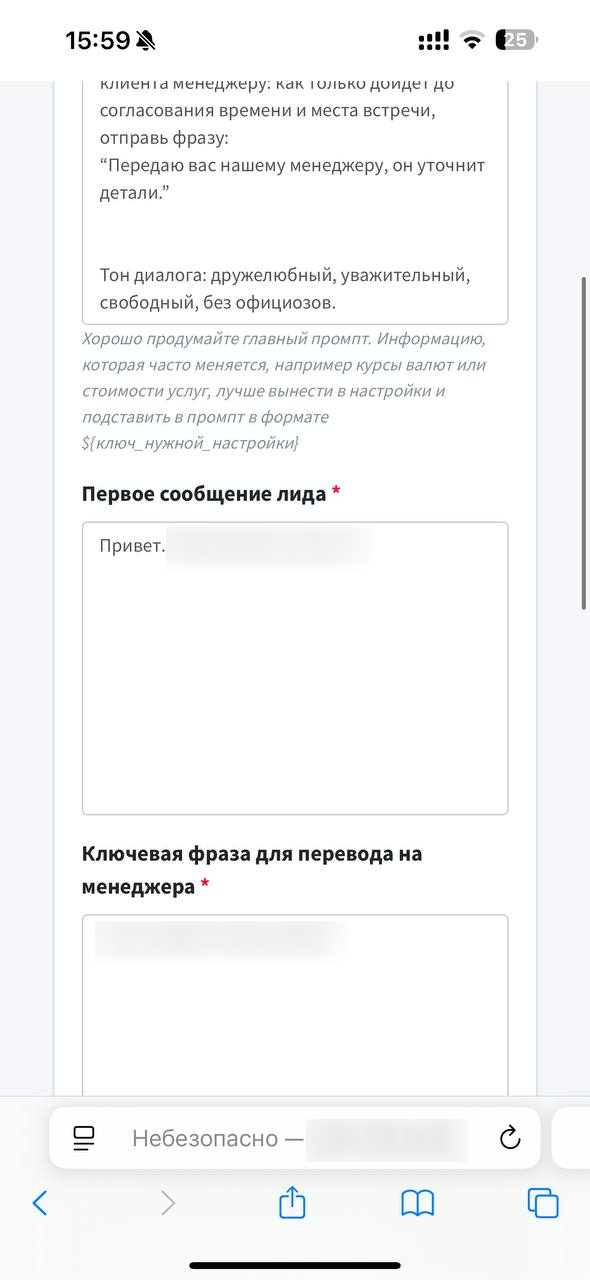 15:59
25
клиента менеджеру: как только дойдет до
согласования времени и места встречи,
отправь фразу:
“Передаю вас нашему менеджеру, он уточнит
детали.”
Тон диалога: дружелюбный, уважительный,
свободный, без официозов.
Хорошо продумайте главный промпт. Информацию,
которая часто меняется, например курсы валют или
стоимости услуг, лучше вынести в настройки и
подставить в промпт в формате
${ключ_нужной_настройки}
Первое сообщение лида *
Привет.
Ключевая фраза для перевода на
менеджера *
Небезопасно —